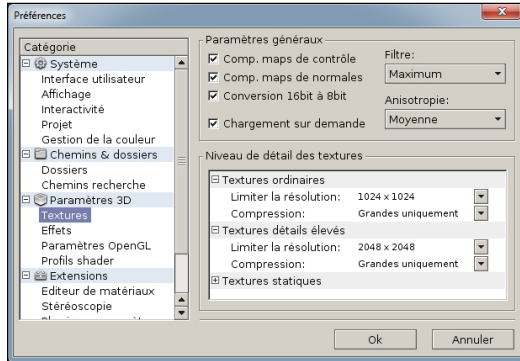 Préférences
Catégorie
Système
Interface utilisateur
Affichage
Interactivité
Projet
Gestion de la couleur
Chemins & dossiers
Dossiers
Chemins recherche
Paramètres 3D
Textures
Effets
Paramètres OpenGL
Profils shader
Extensions
Editeur de matériaux
Stéréoscopie
Paramètres généraux
Comp. maps de contrôle
Comp. maps de normales
Conversion 16bit à 8bit
Chargement sur demande
Filtre:
Maximum
Anisotropie:
Moyenne
Niveau de détail des textures
Textures ordinaires
Limiter la résolution: 1024 x 1024
Compression: Grandes uniquement
Textures détails élevés
Limiter la résolution: 2048 x 2048
Compression: Grandes uniquement
Textures statiques
Ok Annuler